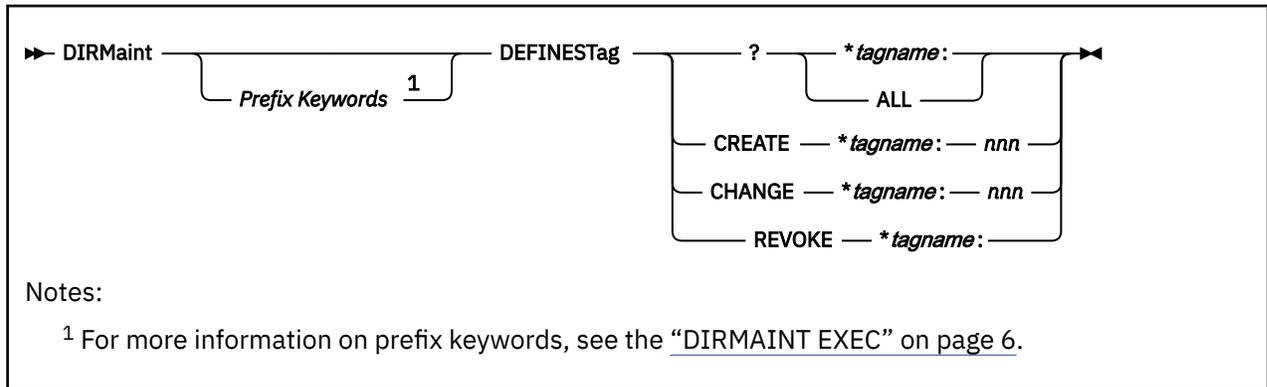 DIRMaint Prefix Keywords 1 DEFINESTag ? *tagname:
ALL
CREATE *tagname: nnn
CHANGE *tagname: nnn
REVOKE *tagname:
Notes:
1 For more information on prefix keywords, see the “DIRMAINT EXEC” on page 6.